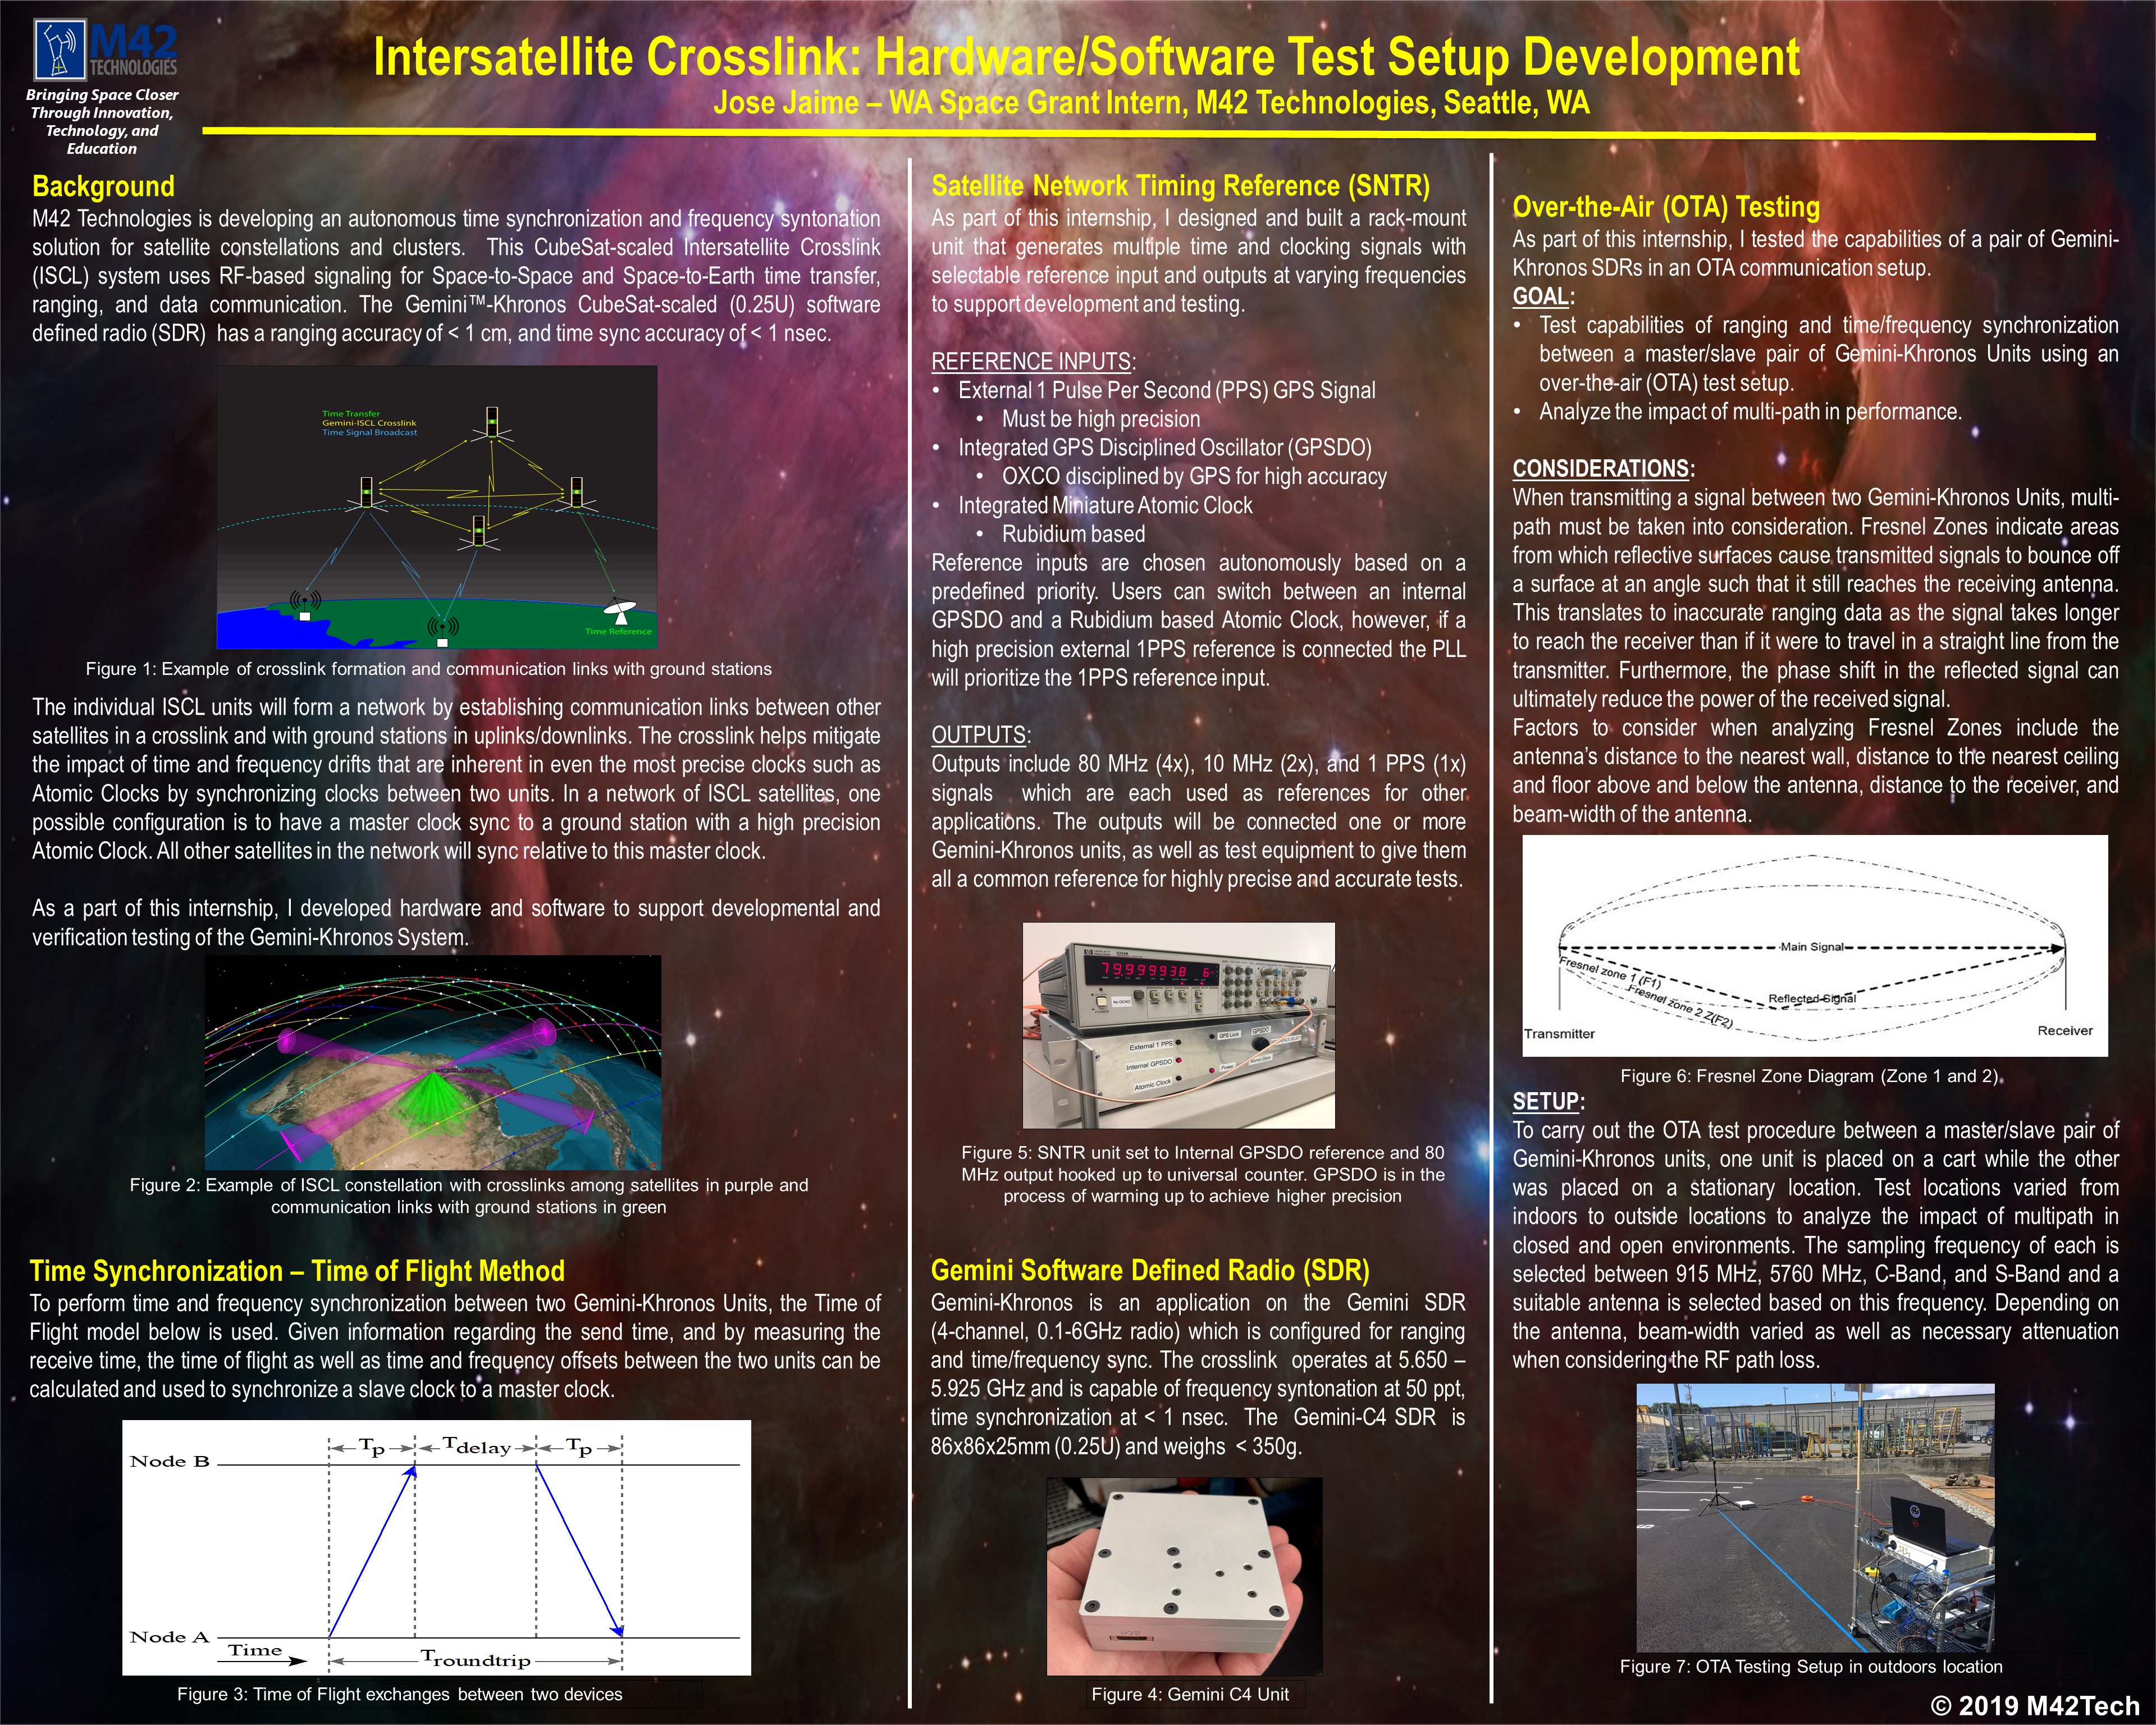 M42
TECHNOLOGIES
Bringing Space Closer
Through Innovation,
Technology, and
Education
Intersatellite Crosslink: Hardware/Software Test Setup Development
Jose Jaime – WA Space Grant Intern, M42 Technologies, Seattle, WA
Background
M42 Technologies is developing an autonomous time synchronization and frequency syntonation
solution for satellite constellations and clusters. This CubeSat-scaled Intersatellite Crosslink
(ISCL) system uses RF-based signaling for Space-to-Space and Space-to-Earth time transfer,
ranging, and data communication. The Gemini™-Khronos CubeSat-scaled (0.25U) software
defined radio (SDR) has a ranging accuracy of < 1 cm, and time sync accuracy of < 1 nsec.
Time Transfer
Gemini-ISCL Crosslink
Time Signal Broadcast
Time Reference
Figure 1: Example of crosslink formation and communication links with ground stations
The individual ISCL units will form a network by establishing communication links between other
satellites in a crosslink and with ground stations in uplinks/downlinks. The crosslink helps mitigate
the impact of time and frequency drifts that are inherent in even the most precise clocks such as
Atomic Clocks by synchronizing clocks between two units. In a network of ISCL satellites, one
possible configuration is to have a master clock sync to a ground station with a high precision
Atomic Clock. All other satellites in the network will sync relative to this master clock.
As a part of this internship, I developed hardware and software to support developmental and
verification testing of the Gemini-Khronos System.
Figure 2: Example of ISCL constellation with crosslinks among satellites in purple and
communication links with ground stations in green
Time Synchronization – Time of Flight Method
To perform time and frequency synchronization between two Gemini-Khronos Units, the Time of
Flight model below is used. Given information regarding the send time, and by measuring the
receive time, the time of flight as well as time and frequency offsets between the two units can be
calculated and used to synchronize a slave clock to a master clock.
Tp Tdelay Tp
Node B
Node A
Time
Troundtrip
Figure 3: Time of Flight exchanges between two devices
Satellite Network Timing Reference (SNTR)
As part of this internship, I designed and built a rack-mount
unit that generates multiple time and clocking signals with
selectable reference input and outputs at varying frequencies
to support development and testing.
REFERENCE INPUTS:
• External 1 Pulse Per Second (PPS) GPS Signal
• Must be high precision
• Integrated GPS Disciplined Oscillator (GPSDO)
• OXCO disciplined by GPS for high accuracy
• Integrated Miniature Atomic Clock
• Rubidium based
Reference inputs are chosen autonomously based on a
predefined priority. Users can switch between an internal
GPSDO and a Rubidium based Atomic Clock, however, if a
high precision external 1PPS reference is connected the PLL
will prioritize the 1PPS reference input.
OUTPUTS:
Outputs include 80 MHz (4x), 10 MHz (2x), and 1 PPS (1x)
signals which are each used as references for other
applications. The outputs will be connected one or more
Gemini-Khronos units, as well as test equipment to give them
all a common reference for highly precise and accurate tests.
79.999938 6
No OCXO
POWER
External 1 PPS
Internal GPSDO
Atomic Clock
GPS Lock
GPSDO
Power
Atomic Clock
Figure 5: SNTR unit set to Internal GPSDO reference and 80
MHz output hooked up to universal counter. GPSDO is in the
process of warming up to achieve higher precision
Gemini Software Defined Radio (SDR)
Gemini-Khronos is an application on the Gemini SDR
(4-channel, 0.1-6GHz radio) which is configured for ranging
and time/frequency sync. The crosslink operates at 5.650 –
5.925 GHz and is capable of frequency syntonation at 50 ppt,
time synchronization at < 1 nsec. The Gemini-C4 SDR is
86x86x25mm (0.25U) and weighs < 350g.
Figure 4: Gemini C4 Unit
Over-the-Air (OTA) Testing
As part of this internship, I tested the capabilities of a pair of Gemini-
Khronos SDRs in an OTA communication setup.
GOAL:
• Test capabilities of ranging and time/frequency synchronization
between a master/slave pair of Gemini-Khronos Units using an
over-the-air (OTA) test setup.
• Analyze the impact of multi-path in performance.
CONSIDERATIONS:
When transmitting a signal between two Gemini-Khronos Units, multi-
path must be taken into consideration. Fresnel Zones indicate areas
from which reflective surfaces cause transmitted signals to bounce off
a surface at an angle such that it still reaches the receiving antenna.
This translates to inaccurate ranging data as the signal takes longer
to reach the receiver than if it were to travel in a straight line from the
transmitter. Furthermore, the phase shift in the reflected signal can
ultimately reduce the power of the received signal.
Factors to consider when analyzing Fresnel Zones include the
antenna's distance to the nearest wall, distance to the nearest ceiling
and floor above and below the antenna, distance to the receiver, and
beam-width of the antenna.
Main Signal
Fresnel zone 1 (F1)
Fresnel zone 2 Z(F2)
Reflected Signal
Transmitter
Receiver
Figure 6: Fresnel Zone Diagram (Zone 1 and 2).
SETUP:
To carry out the OTA test procedure between a master/slave pair of
Gemini-Khronos units, one unit is placed on a cart while the other
was placed on a stationary location. Test locations varied from
indoors to outside locations to analyze the impact of multipath in
closed and open environments. The sampling frequency of each is
selected between 915 MHz, 5760 MHz, C-Band, and S-Band and a
suitable antenna is selected based on this frequency. Depending on
the antenna, beam-width varied as well as necessary attenuation
when considering the RF path loss.
Figure 7: OTA Testing Setup in outdoors location
© 2019 M42Tech